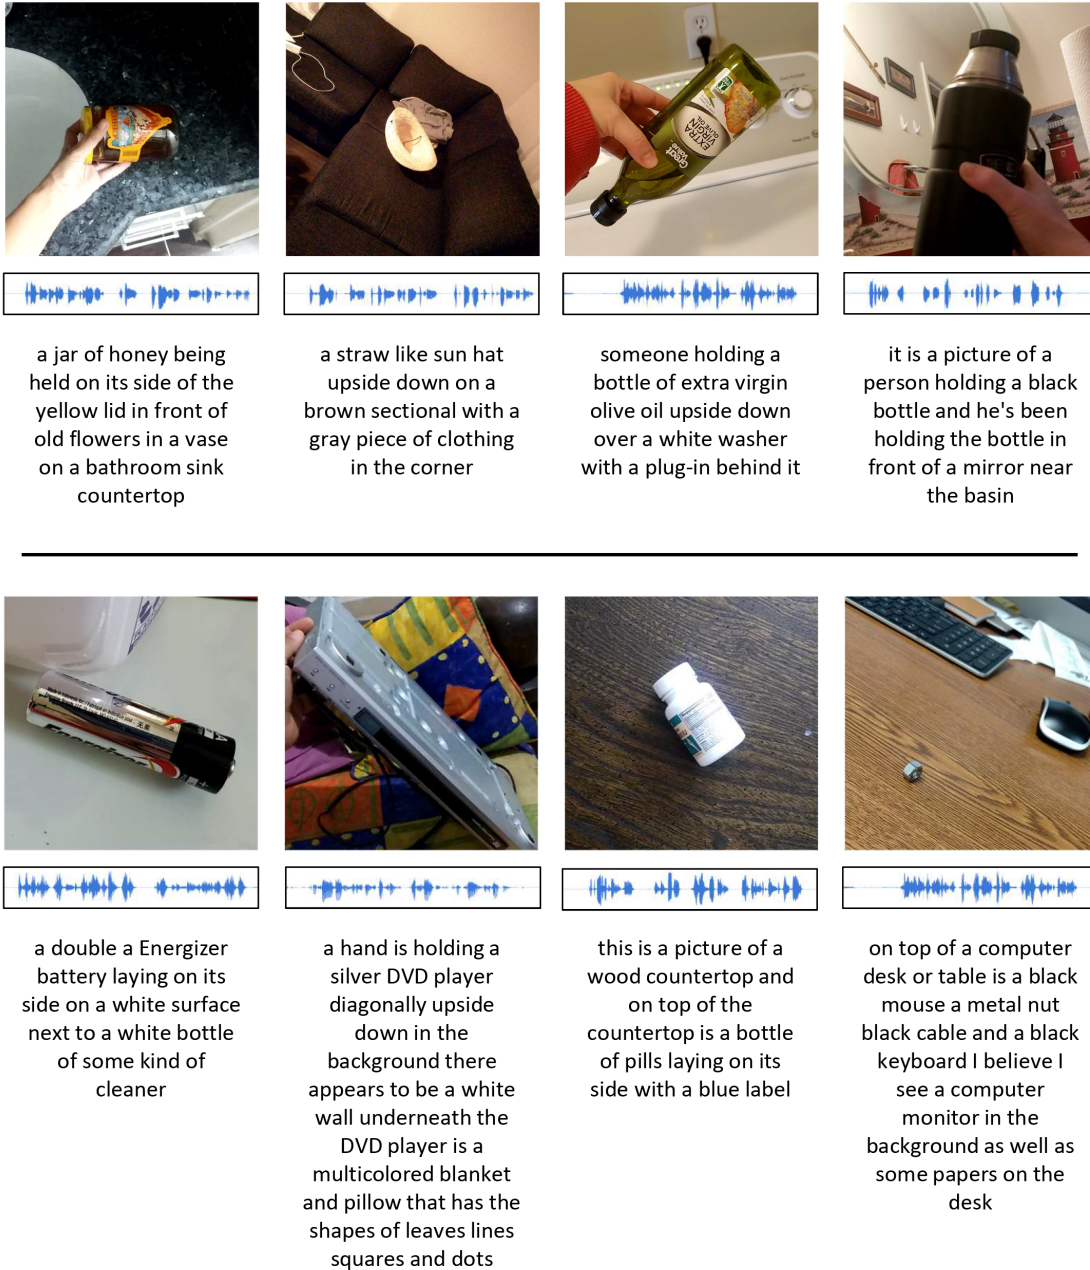 EXTRA
VIRGIN
OLIVE OIL
Great
Value
a jar of honey being
held on its side of the
yellow lid in front of
old flowers in a vase
on a bathroom sink
countertop
a straw like sun hat
upside down on a
brown sectional with a
gray piece of clothing
in the corner
someone holding a
bottle of extra virgin
olive oil upside down
over a white washer
with a plug-in behind it
it is a picture of a
person holding a black
bottle and he's been
holding the bottle in
front of a mirror near
the basin
a double a Energizer
battery laying on its
side on a white surface
next to a white bottle
of some kind of
cleaner
a hand is holding a
silver DVD player
diagonally upside
down in the
background there
appears to be a white
wall underneath the
DVD player is a
multicolored blanket
and pillow that has the
shapes of leaves lines
squares and dots
this is a picture of a
wood countertop and
on top of the
countertop is a bottle
of pills laying on its
side with a blue label
on top of a computer
desk or table is a black
mouse a metal nut
black cable and a black
keyboard I believe I
see a computer
monitor in the
background as well as
some papers on the
desk